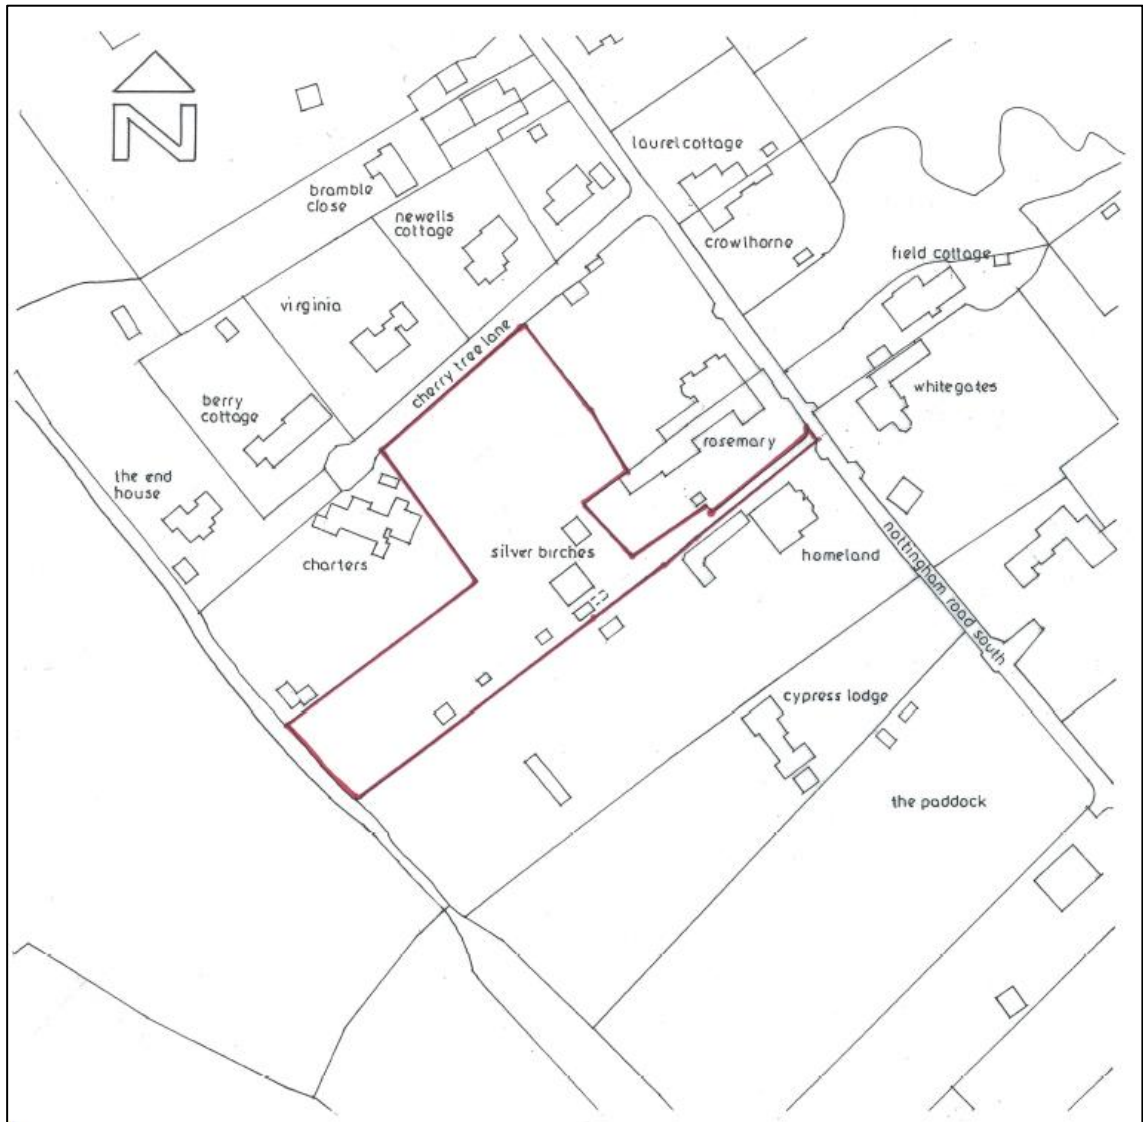 N
laurel cottage
bramble
close
newells
cottage
crowthorne
field cottage
virginia
cherry tree lane
berry
cottage
whitegates
rosemary
the end
house
silver birches
charters
homeland
nottingham road south
cypress lodge
the paddock